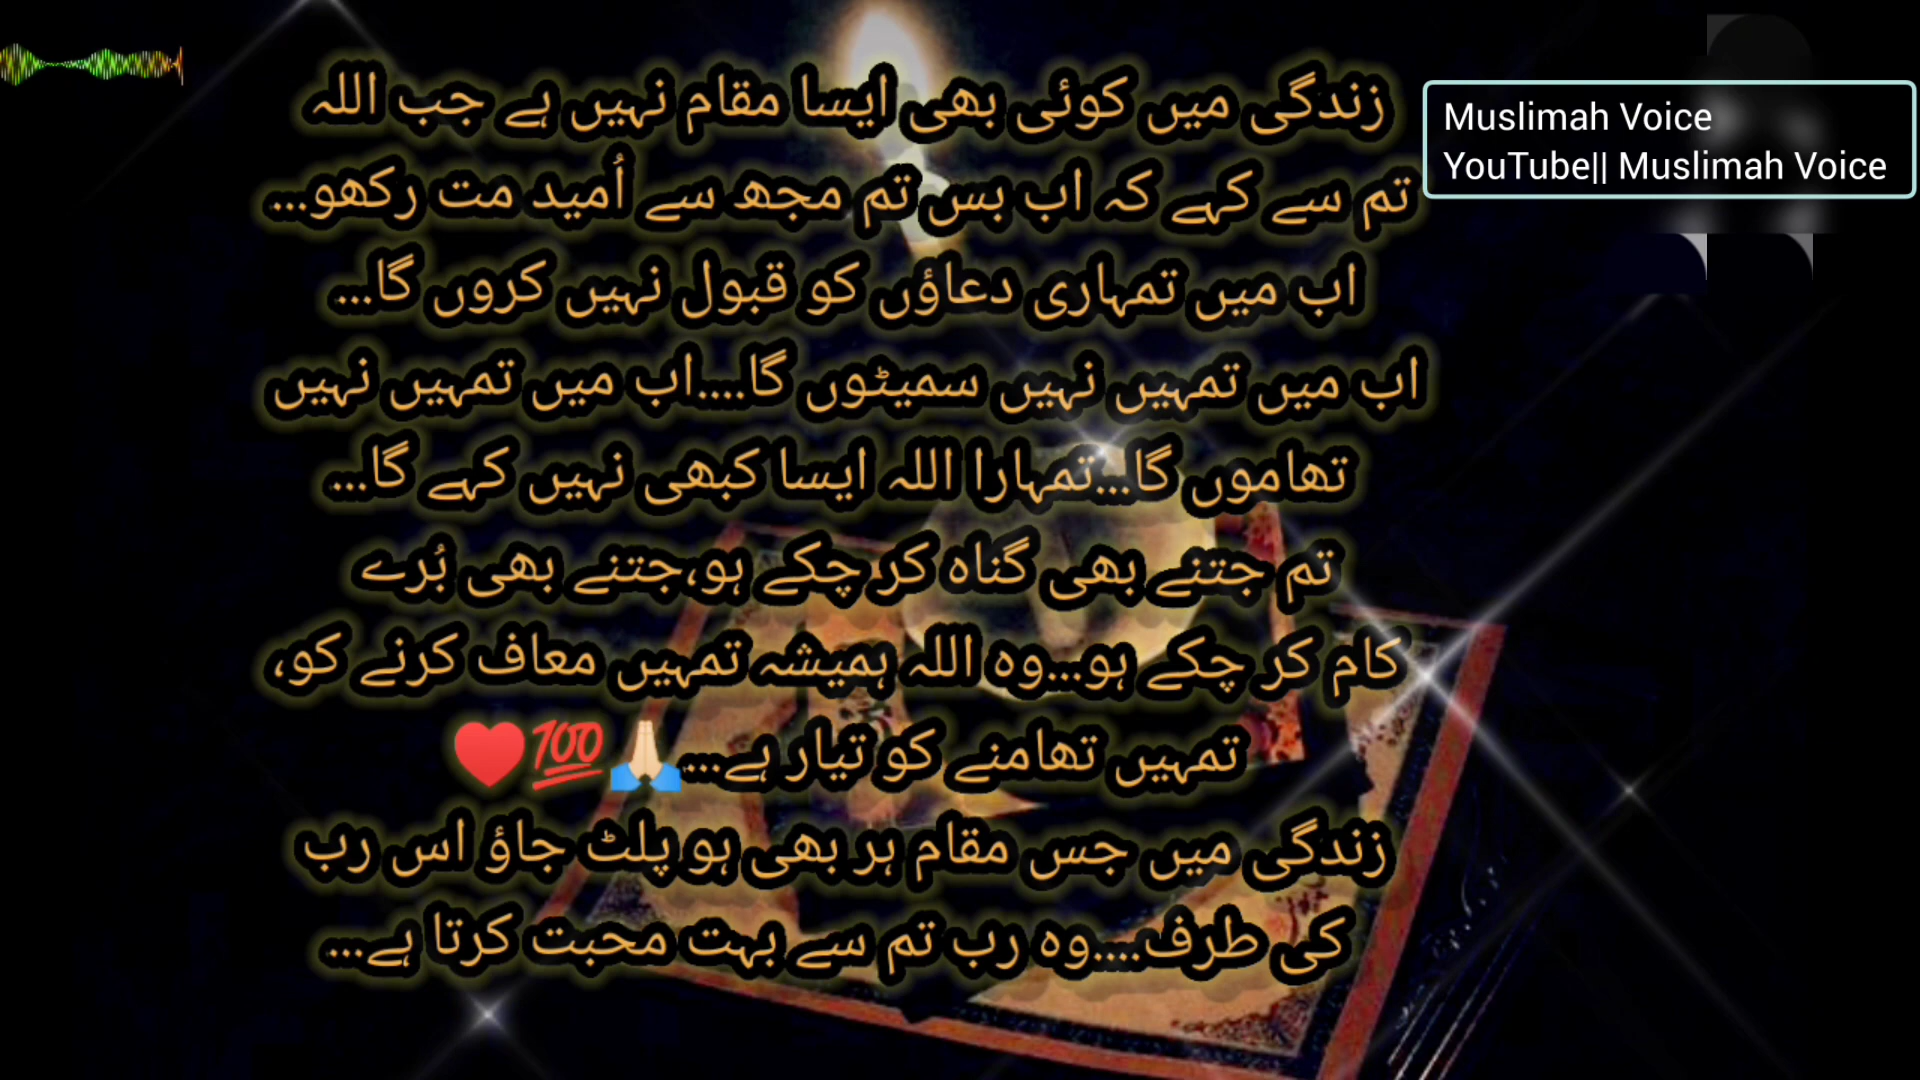 زندگی میں کوئی بھی ایسا مقام نہیں ہے جب اللہ
تم سے کہے کہ اب بس تم مجھ سے اُمید مت رکھو...
اب میں تمہاری دعاؤں کو قبول نہیں کروں گا...
اب میں تمہیں نہیں سمیٹوں گا....اب میں تمہیں نہیں
تھاموں گا...تمہارا اللہ ایسا کبھی نہیں کہے گا...
تم جتنے بھی گناہ کر چکے ہو،جتنے بھی بُرے
کام کر چکے ہو...وہ اللہ ہمیشہ تمہیں معاف کرنے کو،
تمہیں تھامنے کو تیار ہے...🙏🏻💯♥️
زندگی میں جس مقام ہر بھی ہو پلٹ جاؤ اس رب
کی طرف....وہ رب تم سے بہت محبت کرتا ہے...
Muslimah Voice
YouTube|| Muslimah Voice